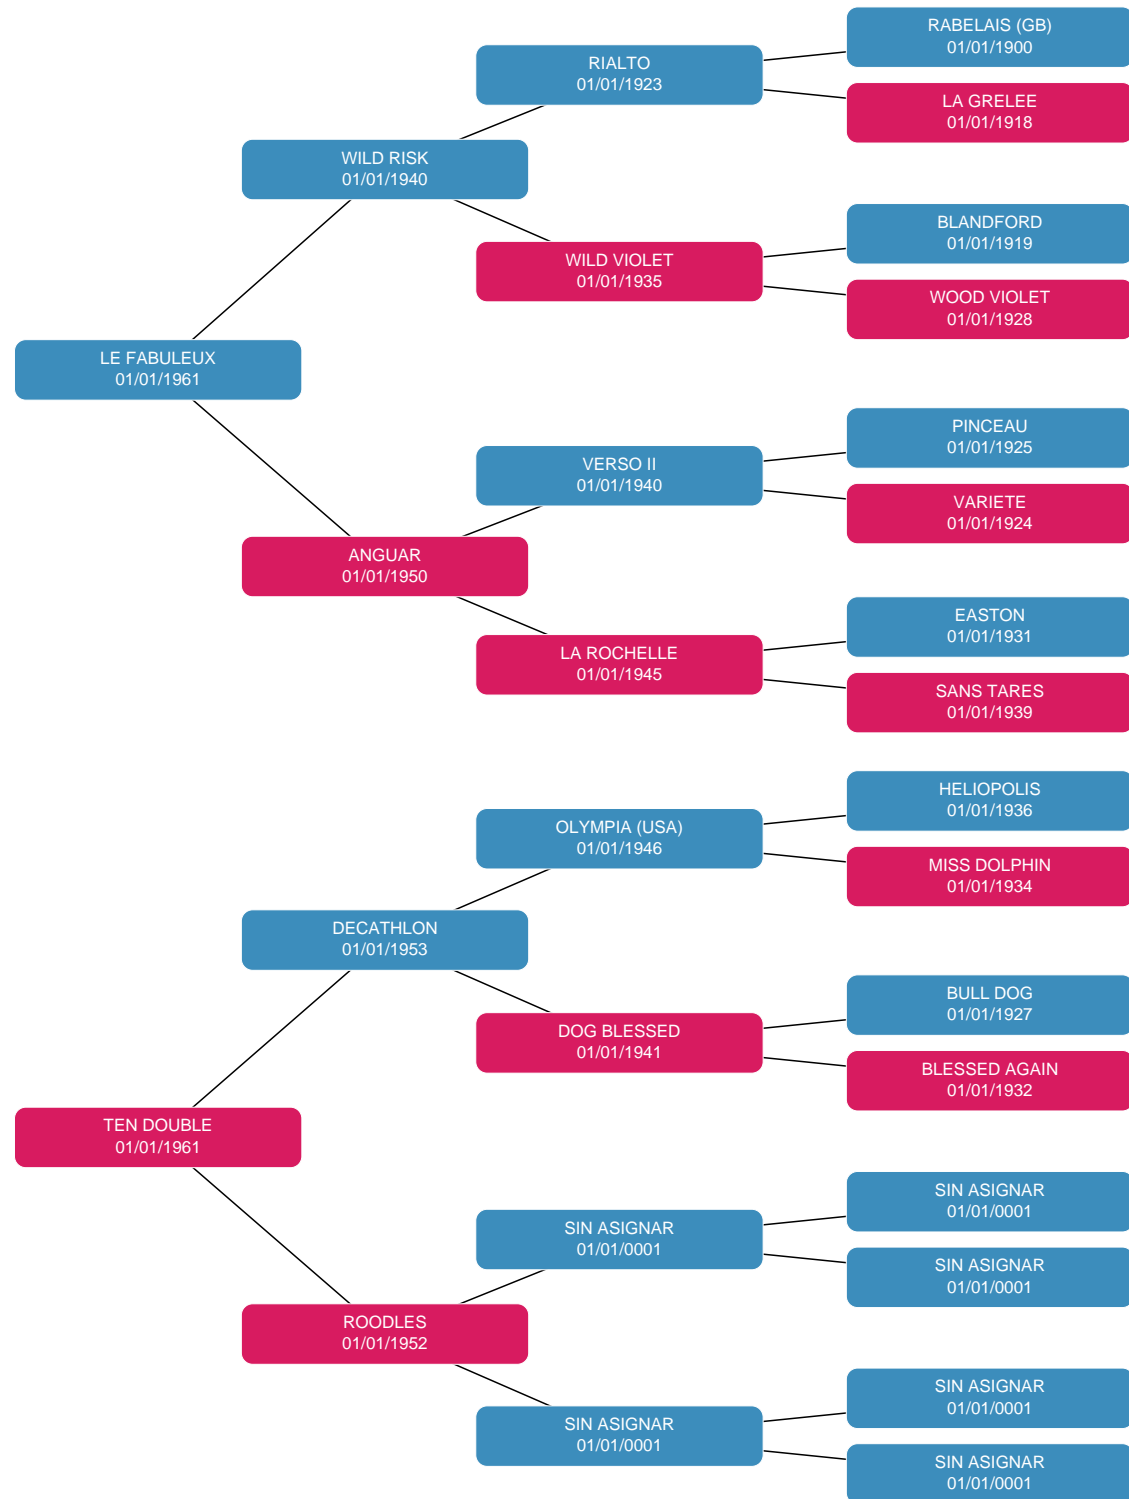 RABELAIS (GB)
01/01/1900
RIALTO
01/01/1923
LA GRELEE
01/01/1918
WILD RISK
01/01/1940
BLANDFORD
01/01/1919
WILD VIOLET
01/01/1935
WOOD VIOLET
01/01/1928
LE FABULEUX
01/01/1961
PINCEAU
01/01/1925
VERSO II
01/01/1940
VARIETE
01/01/1924
ANGUAR
01/01/1950
EASTON
01/01/1931
LA ROCHELLE
01/01/1945
SANS TARES
01/01/1939
HELIOPOLIS
01/01/1936
OLYMPIA (USA)
01/01/1946
MISS DOLPHIN
01/01/1934
DECATHLON
01/01/1953
BULL DOG
01/01/1927
DOG BLESSED
01/01/1941
BLESSED AGAIN
01/01/1932
TEN DOUBLE
01/01/1961
SIN ASIGNAR
01/01/0001
SIN ASIGNAR
01/01/0001
SIN ASIGNAR
01/01/0001
ROODLES
01/01/1952
SIN ASIGNAR
01/01/0001
SIN ASIGNAR
01/01/0001
SIN ASIGNAR
01/01/0001